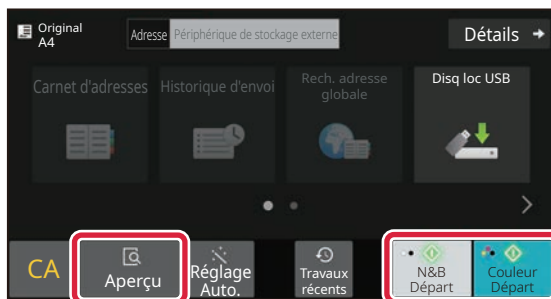 Original
A4
Adresse Périphérique de stockage externe
Détails
Carnet d'adresses
Historique d'envoi
Rech. adresse
globale
Disq loc USB
CA
Aperçu
Réglage
Auto.
Travaux
récents
N&B
Départ
Couleur
Départ